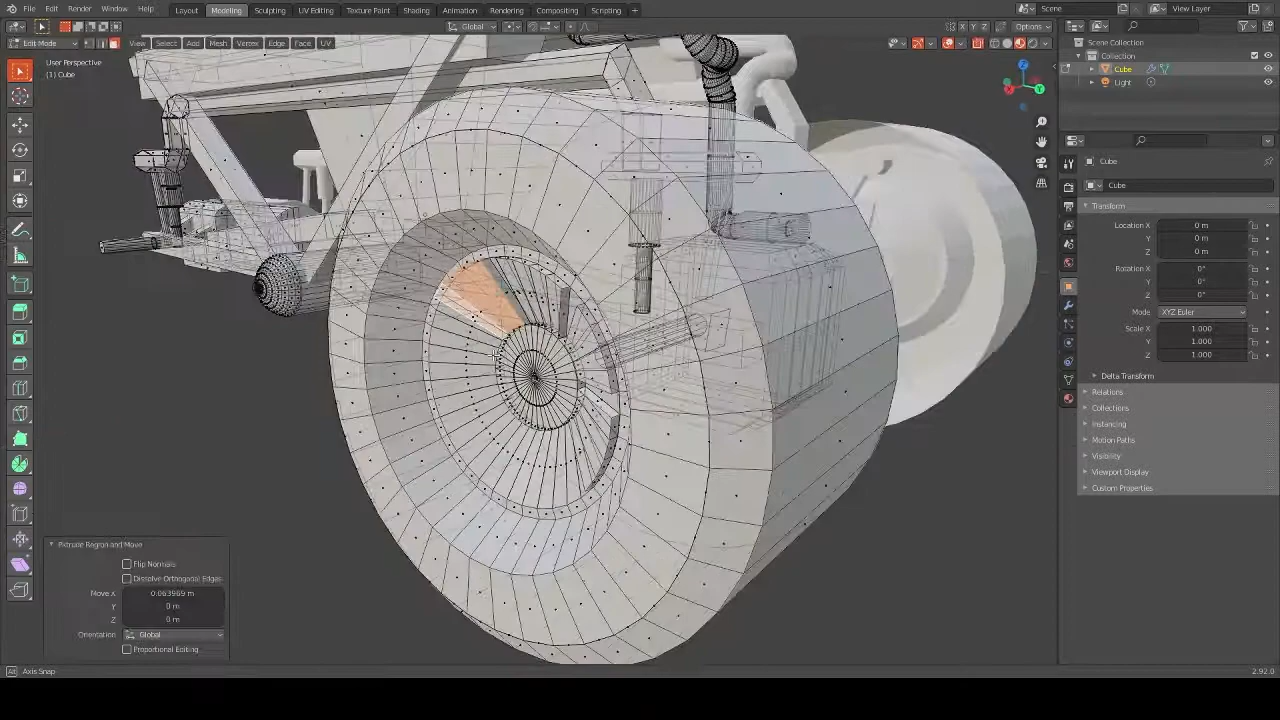 File Edit Render Window Help Layout Modeling Sculpting UV Editing Texture Paint Shading Animation Rendering Compositing Scripting + Scene View Layer
Global X Y Z Options
Edit Mode View Select Add Mesh Vertex Edge Face UV
User Perspective
(1) Cube
Scene Collection
Collection
Cube
Light
Cube
Cube
Transform
Location X 0 m
Y 0 m
Z 0 m
Rotation X 0°
Y 0°
Z 0°
Mode XYZ Euler
Scale X 1.000
Y 1.000
Z 1.000
Delta Transform
Relations
Collections
Instancing
Motion Paths
Visibility
Viewport Display
Custom Properties
Extrude Region and Move
Flip Normals
Dissolve Orthogonal Edges
Move X 0.063969 m
Y 0 m
Z 0 m
Orientation Global
Proportional Editing
Alt Axis Snap 2.92.0